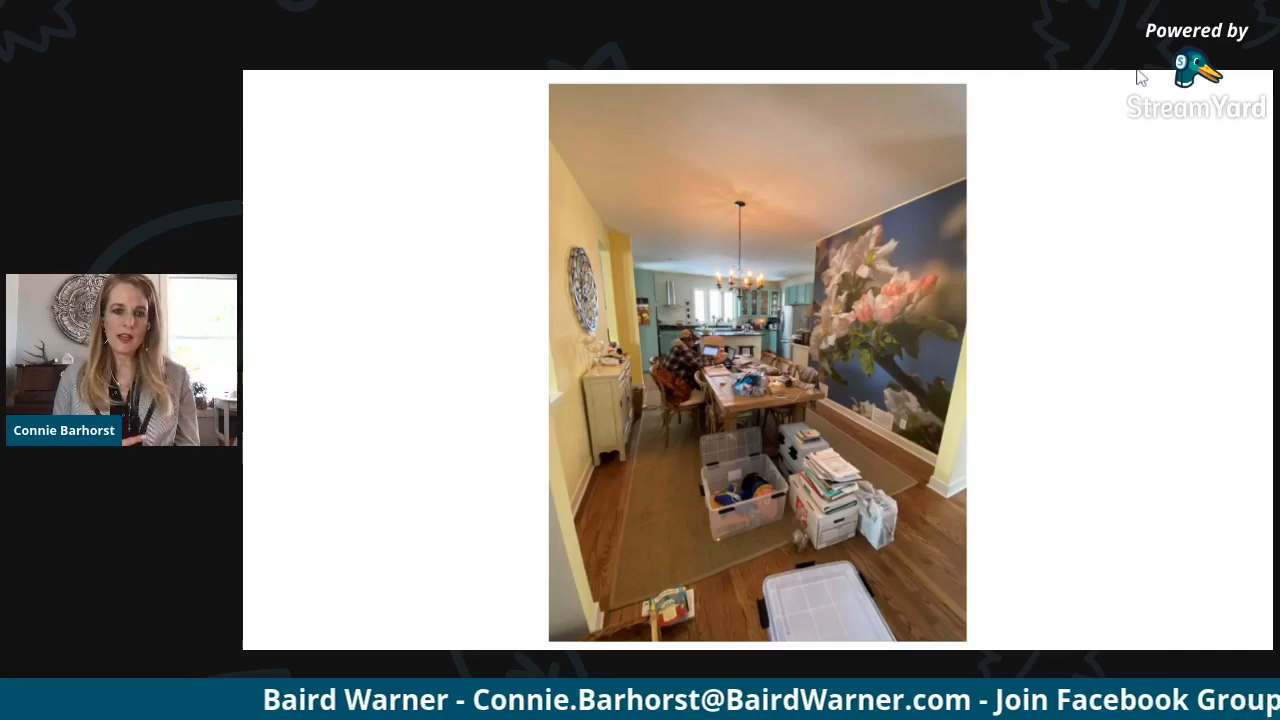 Powered by
S
StreamYard
Connie Barhorst
Baird Warner - Connie.Barhorst@BairdWarner.com - Join Facebook Group